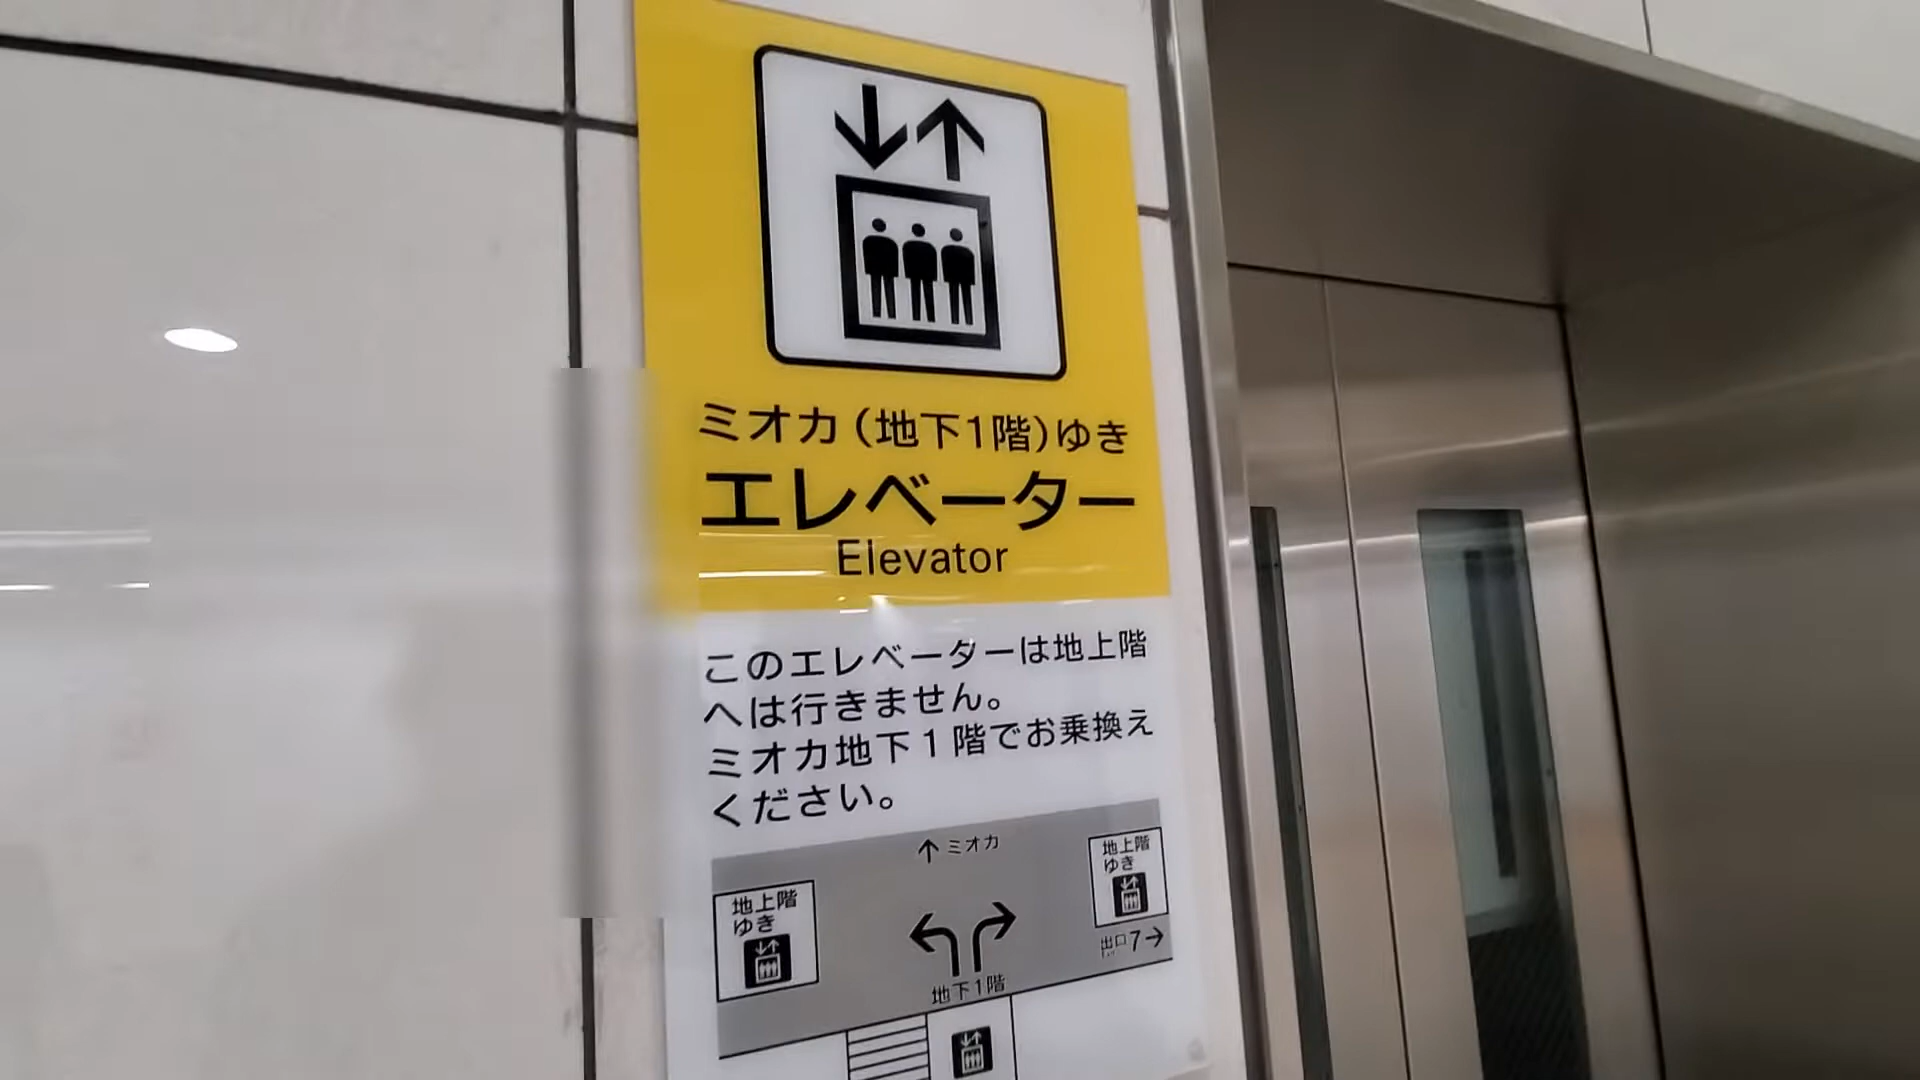 ミオカ(地下1階)ゆき
エレベーター
Elevator
このエレベーターは地上階
へは行きません。
ミオカ地下1階でお乗換え
ください。
↑ミオカ
地上階
ゆき
地上階
ゆき
出口7→
地下1階